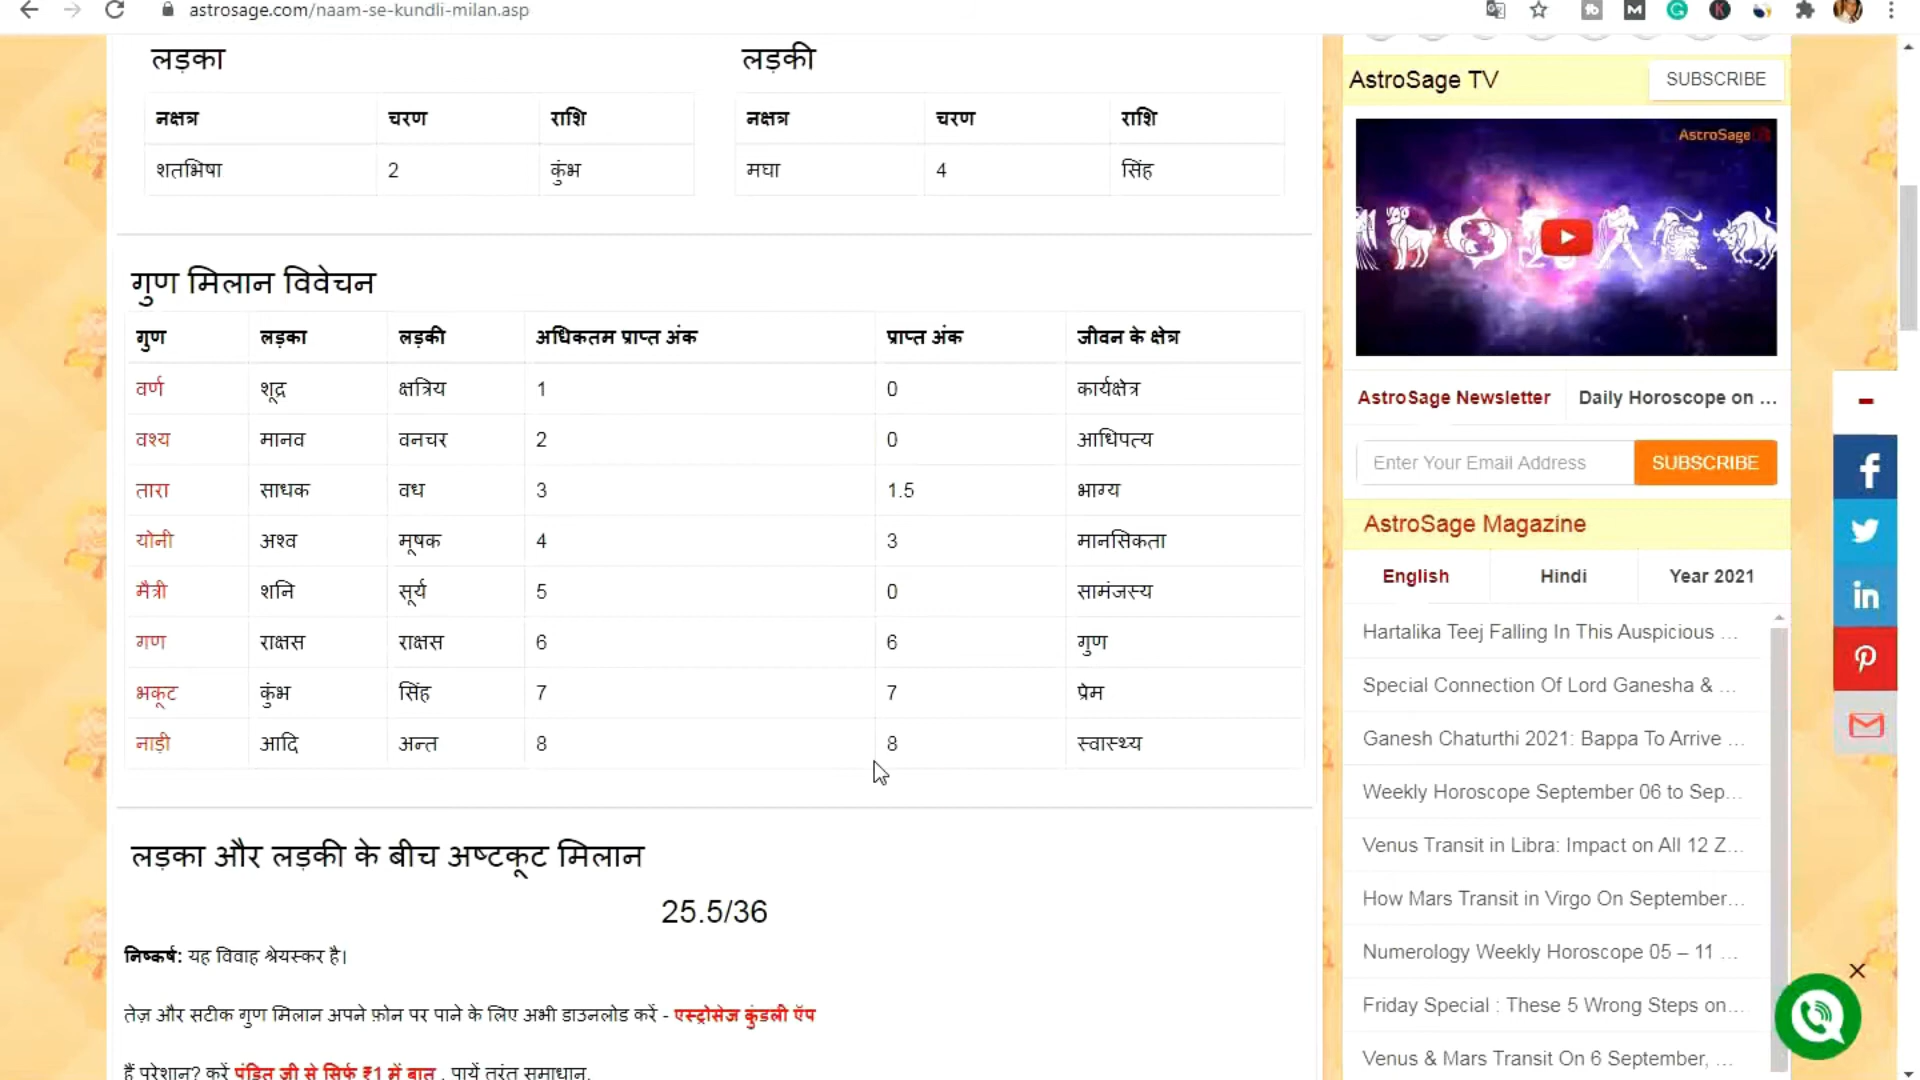 astrosage.com/naam-se-kundli-milan.asp
लड़का
लड़की
नक्षत्र चरण राशि
शतभिषा 2 कुंभ
नक्षत्र चरण राशि
मघा 4 सिंह
गुण मिलान विवेचन
गुण लड़का लड़की अधिकतम प्राप्त अंक प्राप्त अंक जीवन के क्षेत्र
वर्ण शूद्र क्षत्रिय 1 0 कार्यक्षेत्र
वश्य मानव वनचर 2 0 आधिपत्य
तारा साधक वध 3 1.5 भाग्य
योनी अश्व मूषक 4 3 मानसिकता
मैत्री शनि सूर्य 5 0 सामंजस्य
गण राक्षस राक्षस 6 6 गुण
भकूट कुंभ सिंह 7 7 प्रेम
नाड़ी आदि अन्त 8 8 स्वास्थ्य
लड़का और लड़की के बीच अष्टकूट मिलान
25.5/36
निष्कर्ष: यह विवाह श्रेयस्कर है।
तेज़ और सटीक गुण मिलान अपने फ़ोन पर पाने के लिए अभी डाउनलोड करें - एस्ट्रोसेज कुंडली ऍप
हैं परेशान? करें पंडित जी से सिर्फ ₹1 में बात , पायें तुरंत समाधान.
AstroSage TV SUBSCRIBE
AstroSage
AstroSage Newsletter Daily Horoscope on ...
Enter Your Email Address SUBSCRIBE
AstroSage Magazine
English Hindi Year 2021
Hartalika Teej Falling In This Auspicious ...
Special Connection Of Lord Ganesha & ...
Ganesh Chaturthi 2021: Bappa To Arrive ...
Weekly Horoscope September 06 to Sep...
Venus Transit in Libra: Impact on All 12 Z...
How Mars Transit in Virgo On September...
Numerology Weekly Horoscope 05 – 11 ...
Friday Special : These 5 Wrong Steps on...
Venus & Mars Transit On 6 September, ...